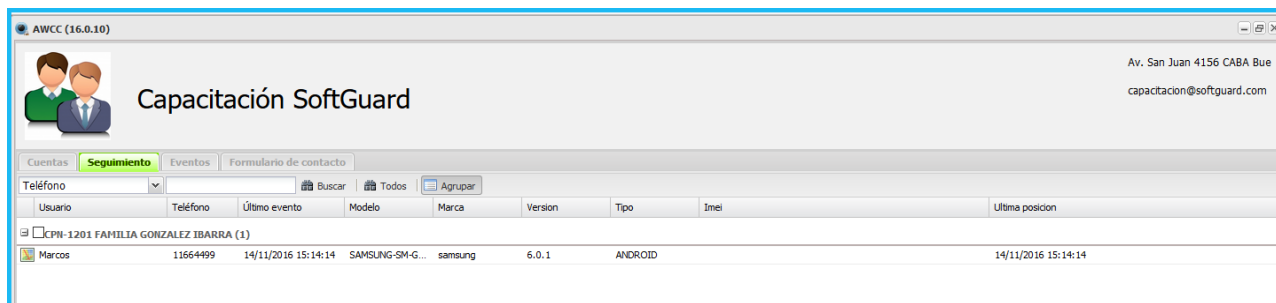 AWCC (16.0.10)
Av. San Juan 4156 CABA Bue
Capacitación SoftGuard
capacitacion@softguard.com
Cuentas Seguimiento Eventos Formulario de contacto
Teléfono Buscar Todos Agrupar
Usuario Teléfono Último evento Modelo Marca Version Tipo Imei Ultima posicion
CPN-1201 FAMILIA GONZALEZ IBARRA (1)
Marcos 11664499 14/11/2016 15:14:14 SAMSUNG-SM-G... samsung 6.0.1 ANDROID 14/11/2016 15:14:14